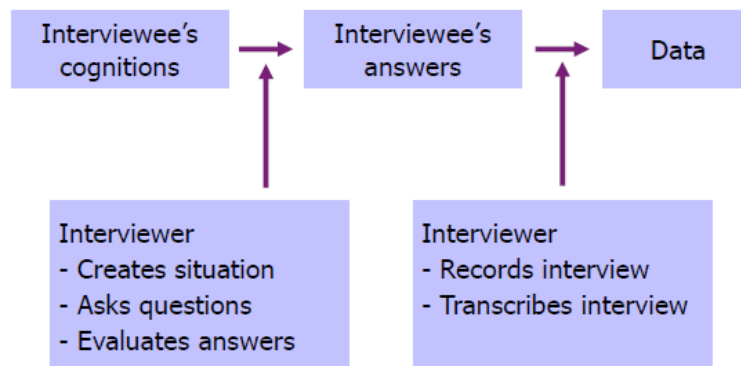 Interviewee’s
cognitions
Interviewee’s
answers
Data
Interviewer
- Creates situation
- Asks questions
- Evaluates answers
Interviewer
- Records interview
- Transcribes interview